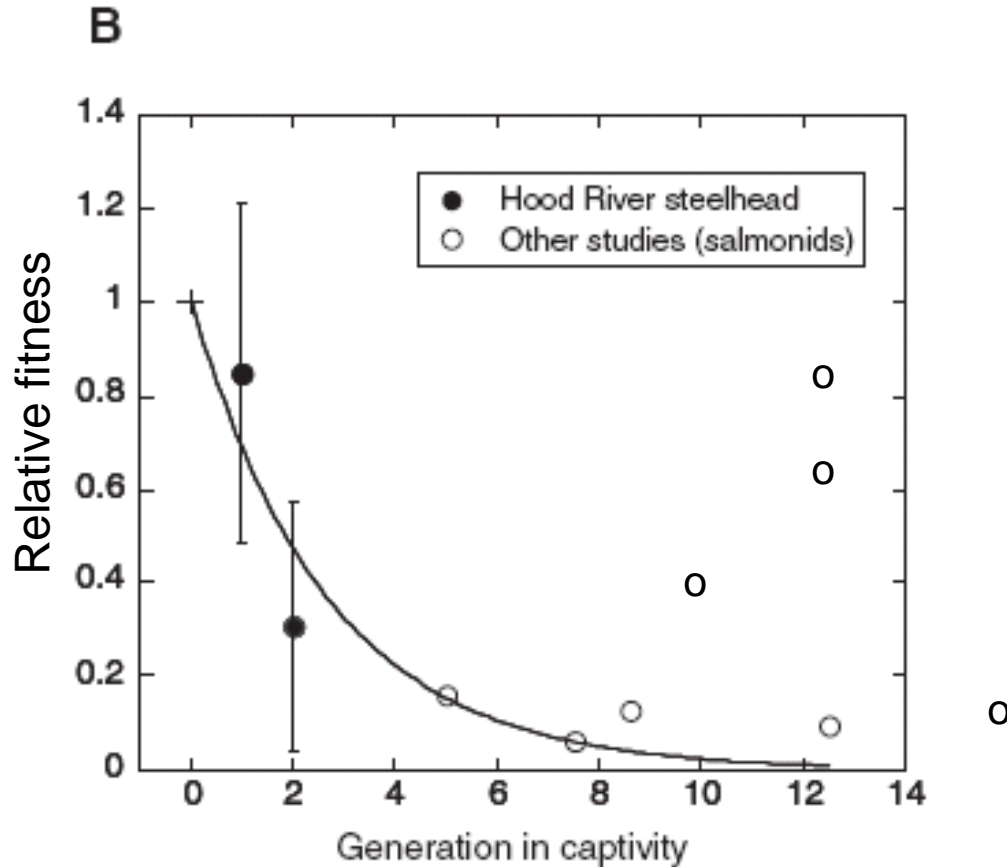 B
1.4
1.2
1
0.8
0.6
0.4
0.2
0
Relative fitness
Hood River steelhead
Other studies (salmonids)
o
o
o
o
0 2 4 6 8 10 12 14
Generation in captivity